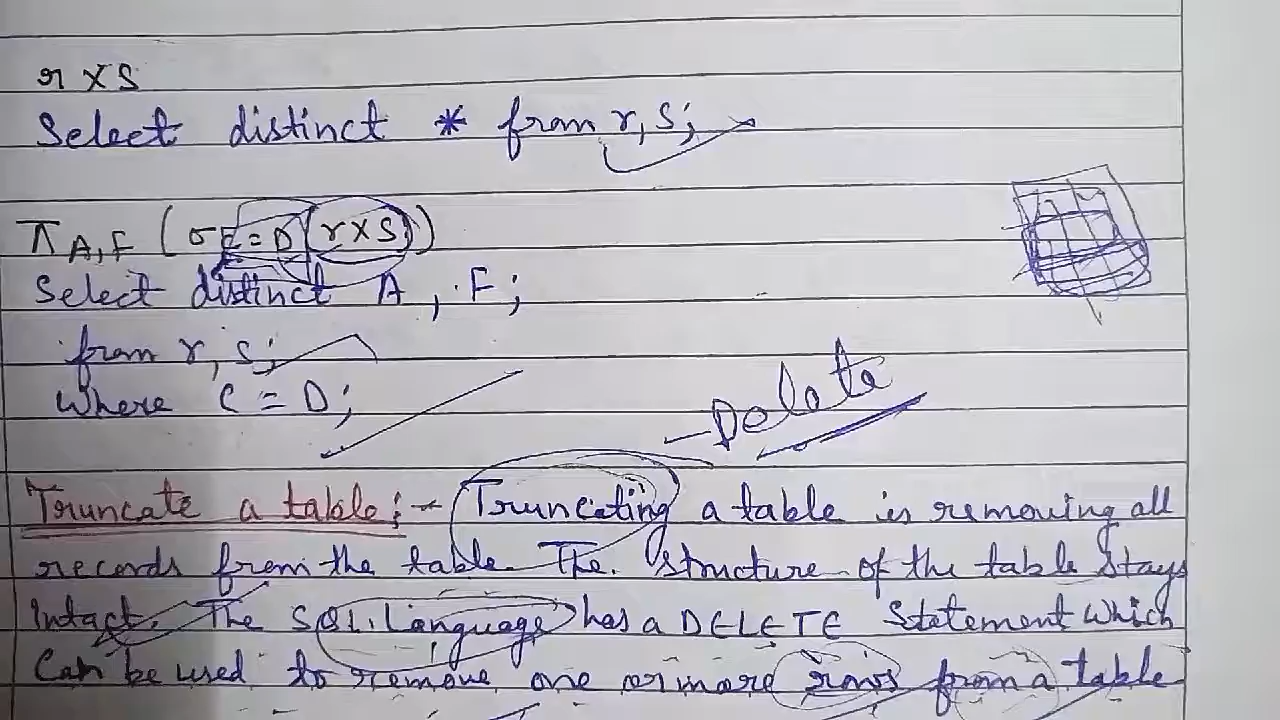 r X S
Select distinct * from r, s;
π A, F ( σ C = D (r X S))
Select distinct A , F;
from r, s;
Where C = D;
Delate
Truncate a table :- Truncating a table is removing all
records from the table. The structure of the table stays
Intact. The SQL Language has a DELETE Statement which
Can be used to remove one or more rows from a table